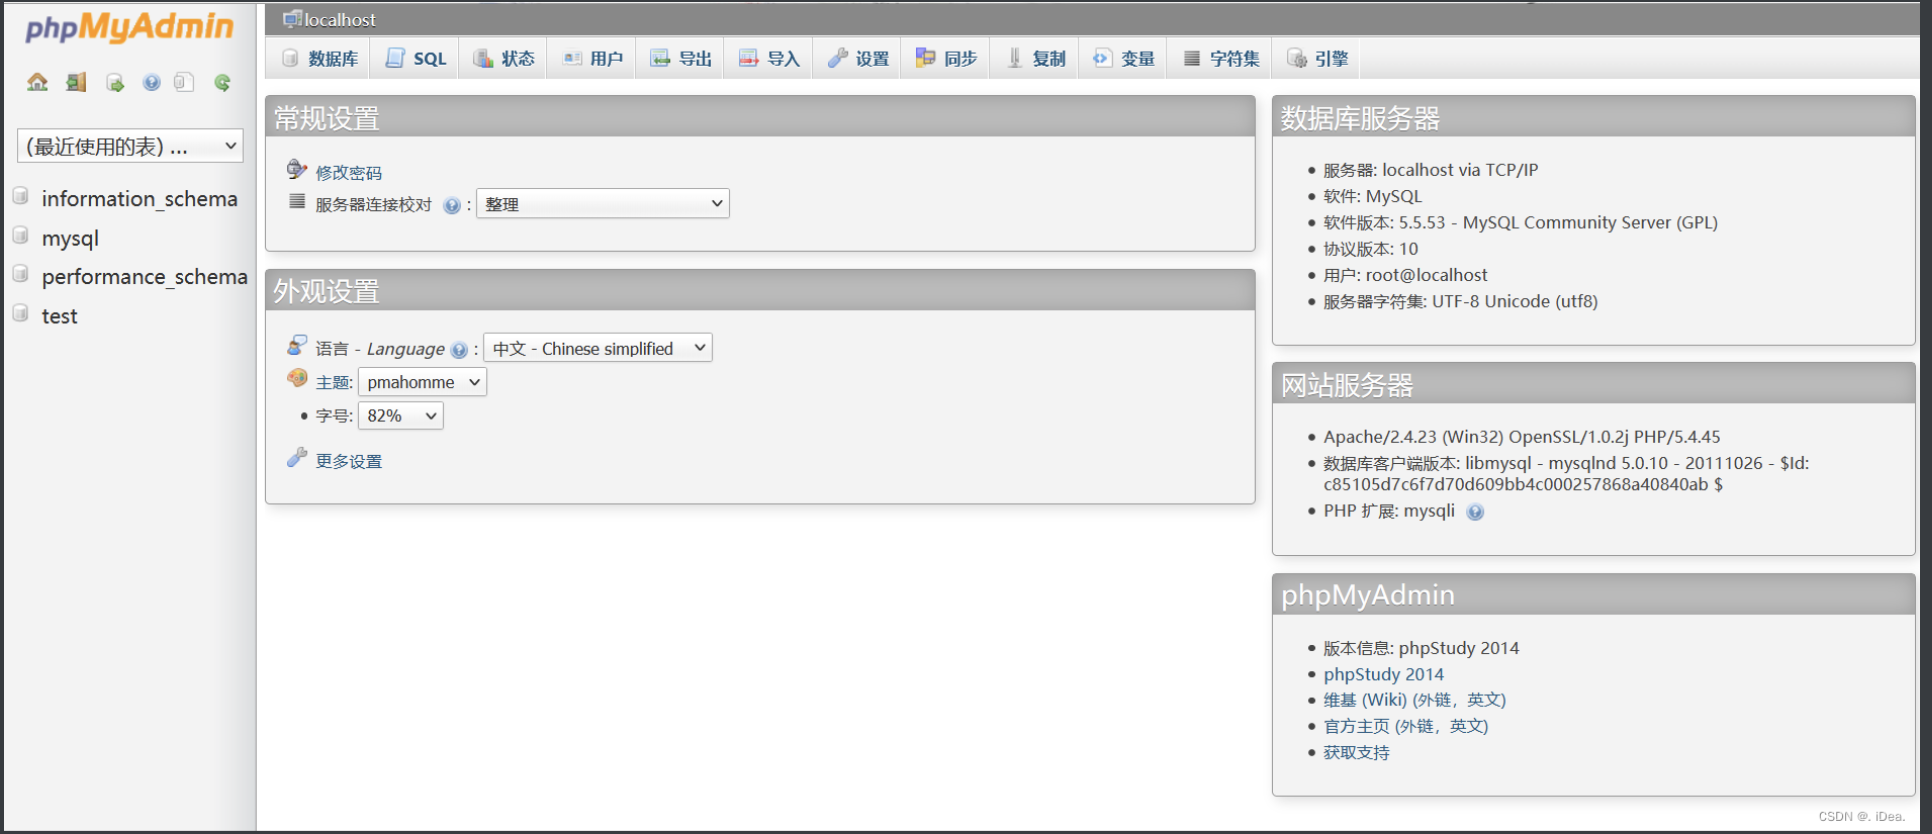 phpMyAdmin
(最近使用的表) ...
information_schema
mysql
performance_schema
test
localhost
数据库 SQL 状态 用户 导出 导入 设置 同步 复制 变量 字符集 引擎
常规设置
修改密码
服务器连接校对 : 整理
外观设置
语言 - Language : 中文 - Chinese simplified
主题: pmahomme
• 字号: 82%
更多设置
数据库服务器
• 服务器: localhost via TCP/IP
• 软件: MySQL
• 软件版本: 5.5.53 - MySQL Community Server (GPL)
• 协议版本: 10
• 用户: root@localhost
• 服务器字符集: UTF-8 Unicode (utf8)
网站服务器
• Apache/2.4.23 (Win32) OpenSSL/1.0.2j PHP/5.4.45
• 数据库客户端版本: libmysql - mysqlnd 5.0.10 - 20111026 - $Id:
c85105d7c6f7d70d609bb4c000257868a40840ab $
• PHP 扩展: mysqli
phpMyAdmin
• 版本信息: phpStudy 2014
• phpStudy 2014
• 维基 (Wiki) (外链，英文)
• 官方主页 (外链，英文)
• 获取支持
CSDN @. iDea.